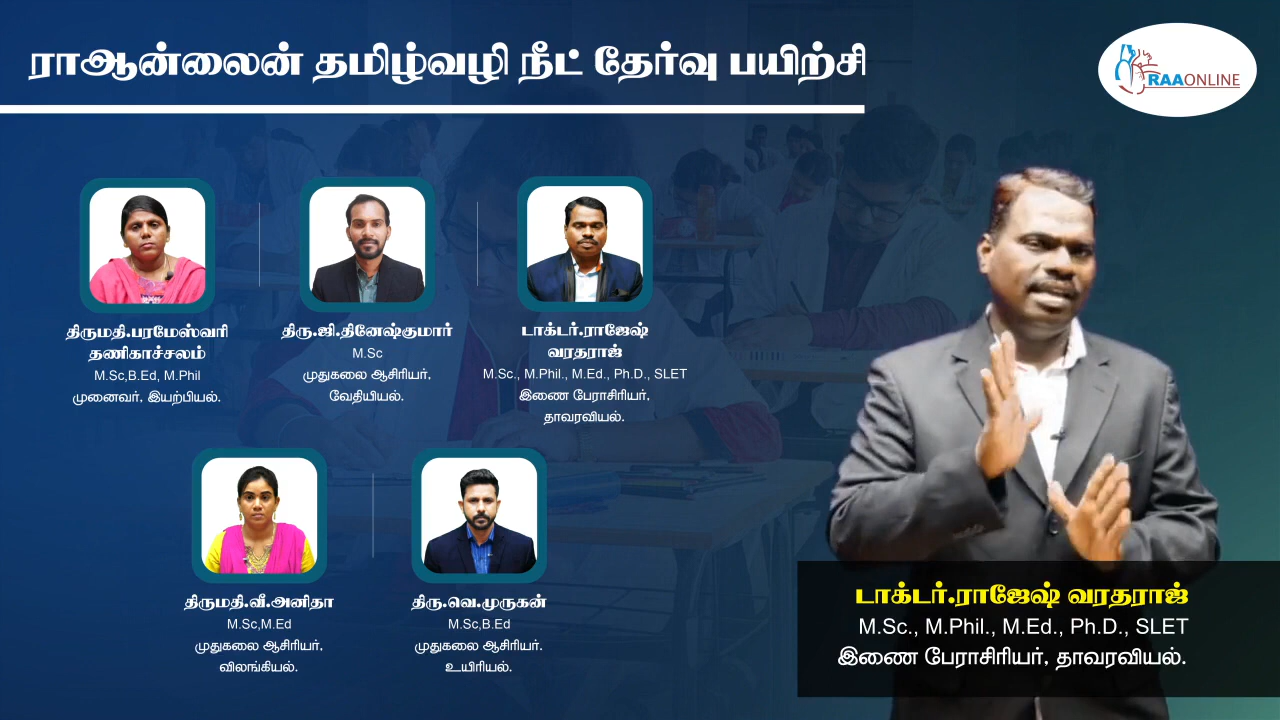 ராஆன்லைன் தமிழ்வழி நீட் தேர்வு பயிற்சி
RAAONLINE
திருமதி.பரமேஸ்வரி
தணிகாச்சலம்
M.Sc,B.Ed, M.Phil
முனைவர், இயற்பியல்.
திரு.ஜி.தினேஷ்குமார்
M.Sc
முதுகலை ஆசிரியர்,
வேதியியல்.
டாக்டர்.ராஜேஷ்
வரதராஜ்
M.Sc., M.Phil., M.Ed., Ph.D., SLET
இணை பேராசிரியர்,
தாவரவியல்.
திருமதி.வீ.அனிதா
M.Sc,M.Ed
முதுகலை ஆசிரியர்,
விலங்கியல்.
திரு.வெ.முருகன்
M.Sc,B.Ed
முதுகலை ஆசிரியர்.
உயிரியல்.
டாக்டர்.ராஜேஷ் வரதராஜ்
M.Sc., M.Phil., M.Ed., Ph.D., SLET
இணை பேராசிரியர், தாவரவியல்.